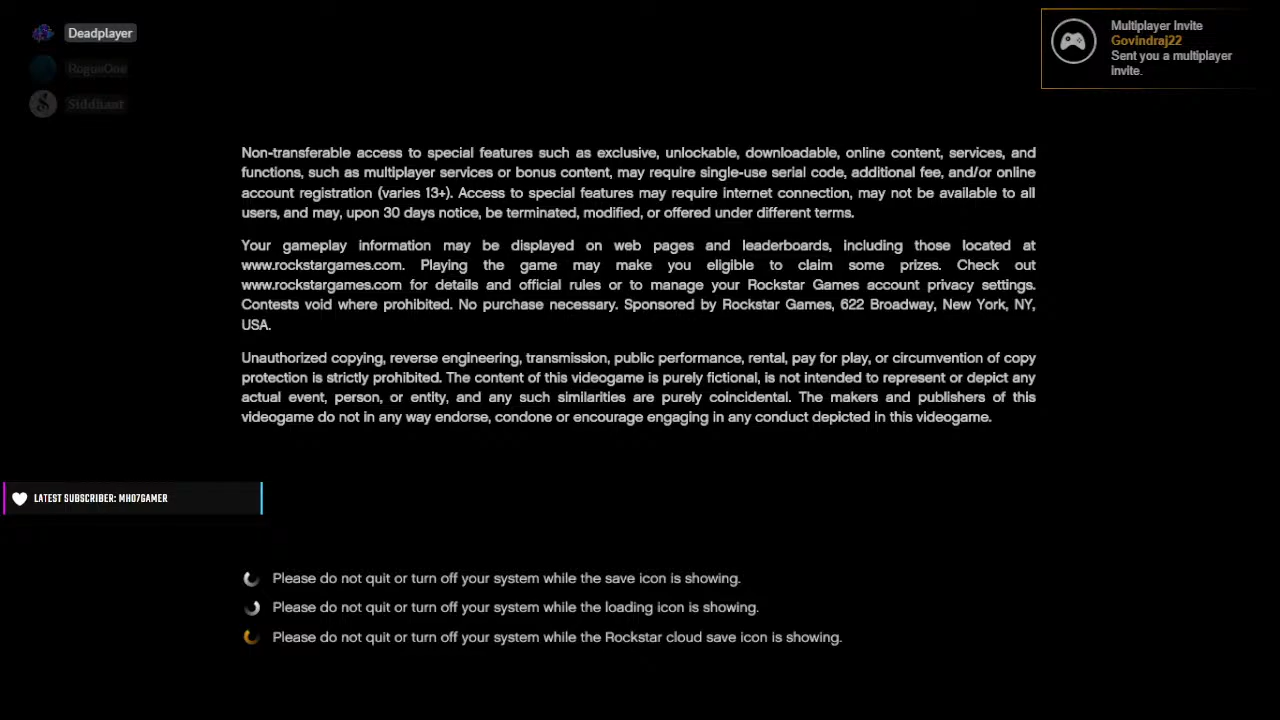 Deadplayer
RogueOne
Siddhant
Multiplayer Invite
Govindraj22
Sent you a multiplayer
invite.
Non-transferable access to special features such as exclusive, unlockable, downloadable, online content, services, and
functions, such as multiplayer services or bonus content, may require single-use serial code, additional fee, and/or online
account registration (varies 13+). Access to special features may require internet connection, may not be available to all
users, and may, upon 30 days notice, be terminated, modified, or offered under different terms.
Your gameplay information may be displayed on web pages and leaderboards, including those located at
www.rockstargames.com. Playing the game may make you eligible to claim some prizes. Check out
www.rockstargames.com for details and official rules or to manage your Rockstar Games account privacy settings.
Contests void where prohibited. No purchase necessary. Sponsored by Rockstar Games, 622 Broadway, New York, NY,
USA.
Unauthorized copying, reverse engineering, transmission, public performance, rental, pay for play, or circumvention of copy
protection is strictly prohibited. The content of this videogame is purely fictional, is not intended to represent or depict any
actual event, person, or entity, and any such similarities are purely coincidental. The makers and publishers of this
videogame do not in any way endorse, condone or encourage engaging in any conduct depicted in this videogame.
LATEST SUBSCRIBER: MH07GAMER
Please do not quit or turn off your system while the save icon is showing.
Please do not quit or turn off your system while the loading icon is showing.
Please do not quit or turn off your system while the Rockstar cloud save icon is showing.